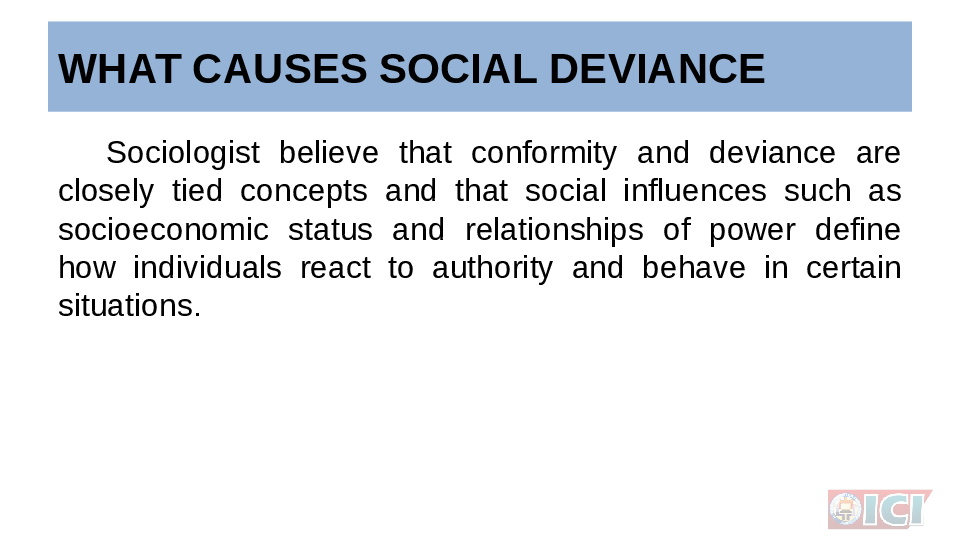 WHAT CAUSES SOCIAL DEVIANCE
Sociologist believe that conformity and deviance are
closely tied concepts and that social influences such as
socioeconomic status and relationships of power define
how individuals react to authority and behave in certain
situations.
ICI